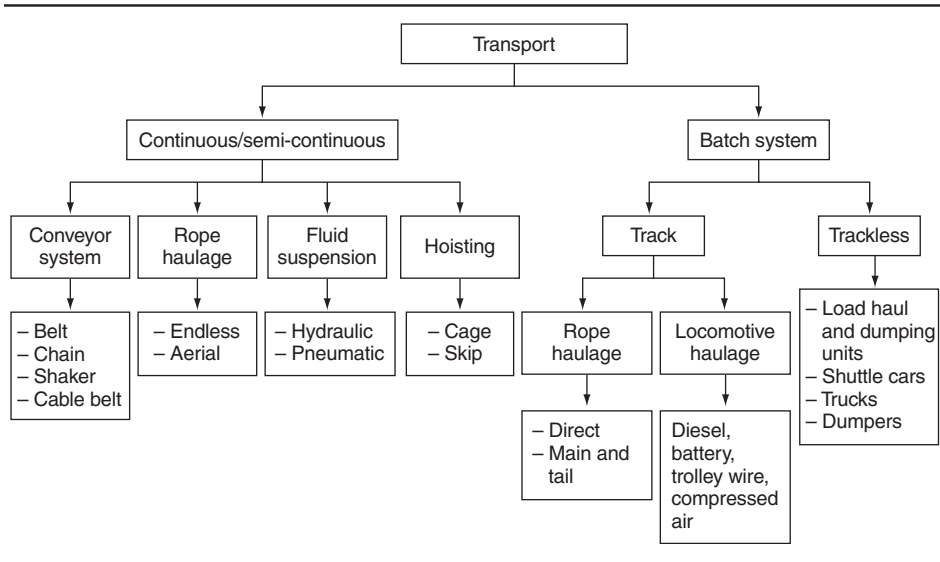 Transport
Continuous/semi-continuous
Batch system
Conveyor
system
Rope
haulage
Fluid
suspension
Hoisting
Track
Trackless
– Belt
– Chain
– Shaker
– Cable belt
– Endless
– Aerial
– Hydraulic
– Pneumatic
– Cage
– Skip
Rope
haulage
Locomotive
haulage
– Load haul
and dumping
units
– Shuttle cars
– Trucks
– Dumpers
– Direct
– Main and
tail
Diesel,
battery,
trolley wire,
compressed
air